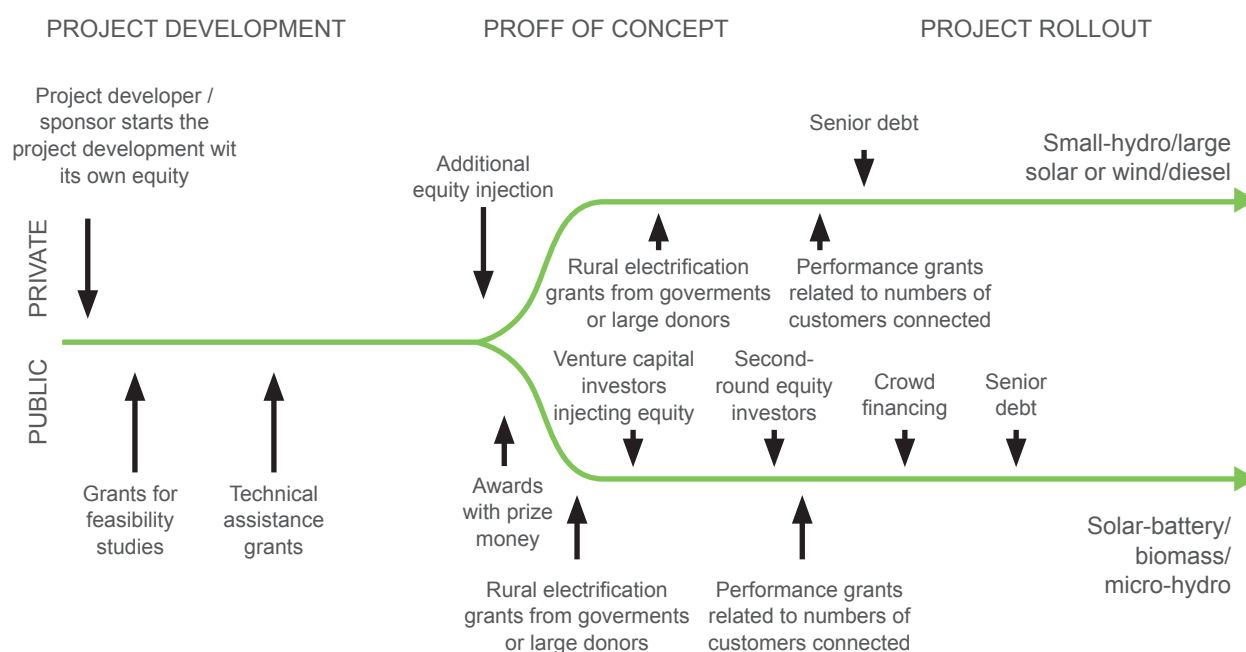 PROJECT DEVELOPMENT
PROFF OF CONCEPT
PROJECT ROLLOUT
Project developer /
sponsor starts the
project development wit
its own equity
Additional
equity injection
Senior debt
Small-hydro/large
solar or wind/diesel
PRIVATE
Rural electrification
grants from goverments
or large donors
Performance grants
related to numbers of
customers connected
PUBLIC
Venture capital
investors
injecting equity
Second-
round equity
investors
Crowd
financing
Senior
debt
Grants for
feasibility
studies
Technical
assistance
grants
Awards
with prize
money
Solar-battery/
biomass/
micro-hydro
Rural electrification
grants from goverments
or large donors
Performance grants
related to numbers of
customers connected